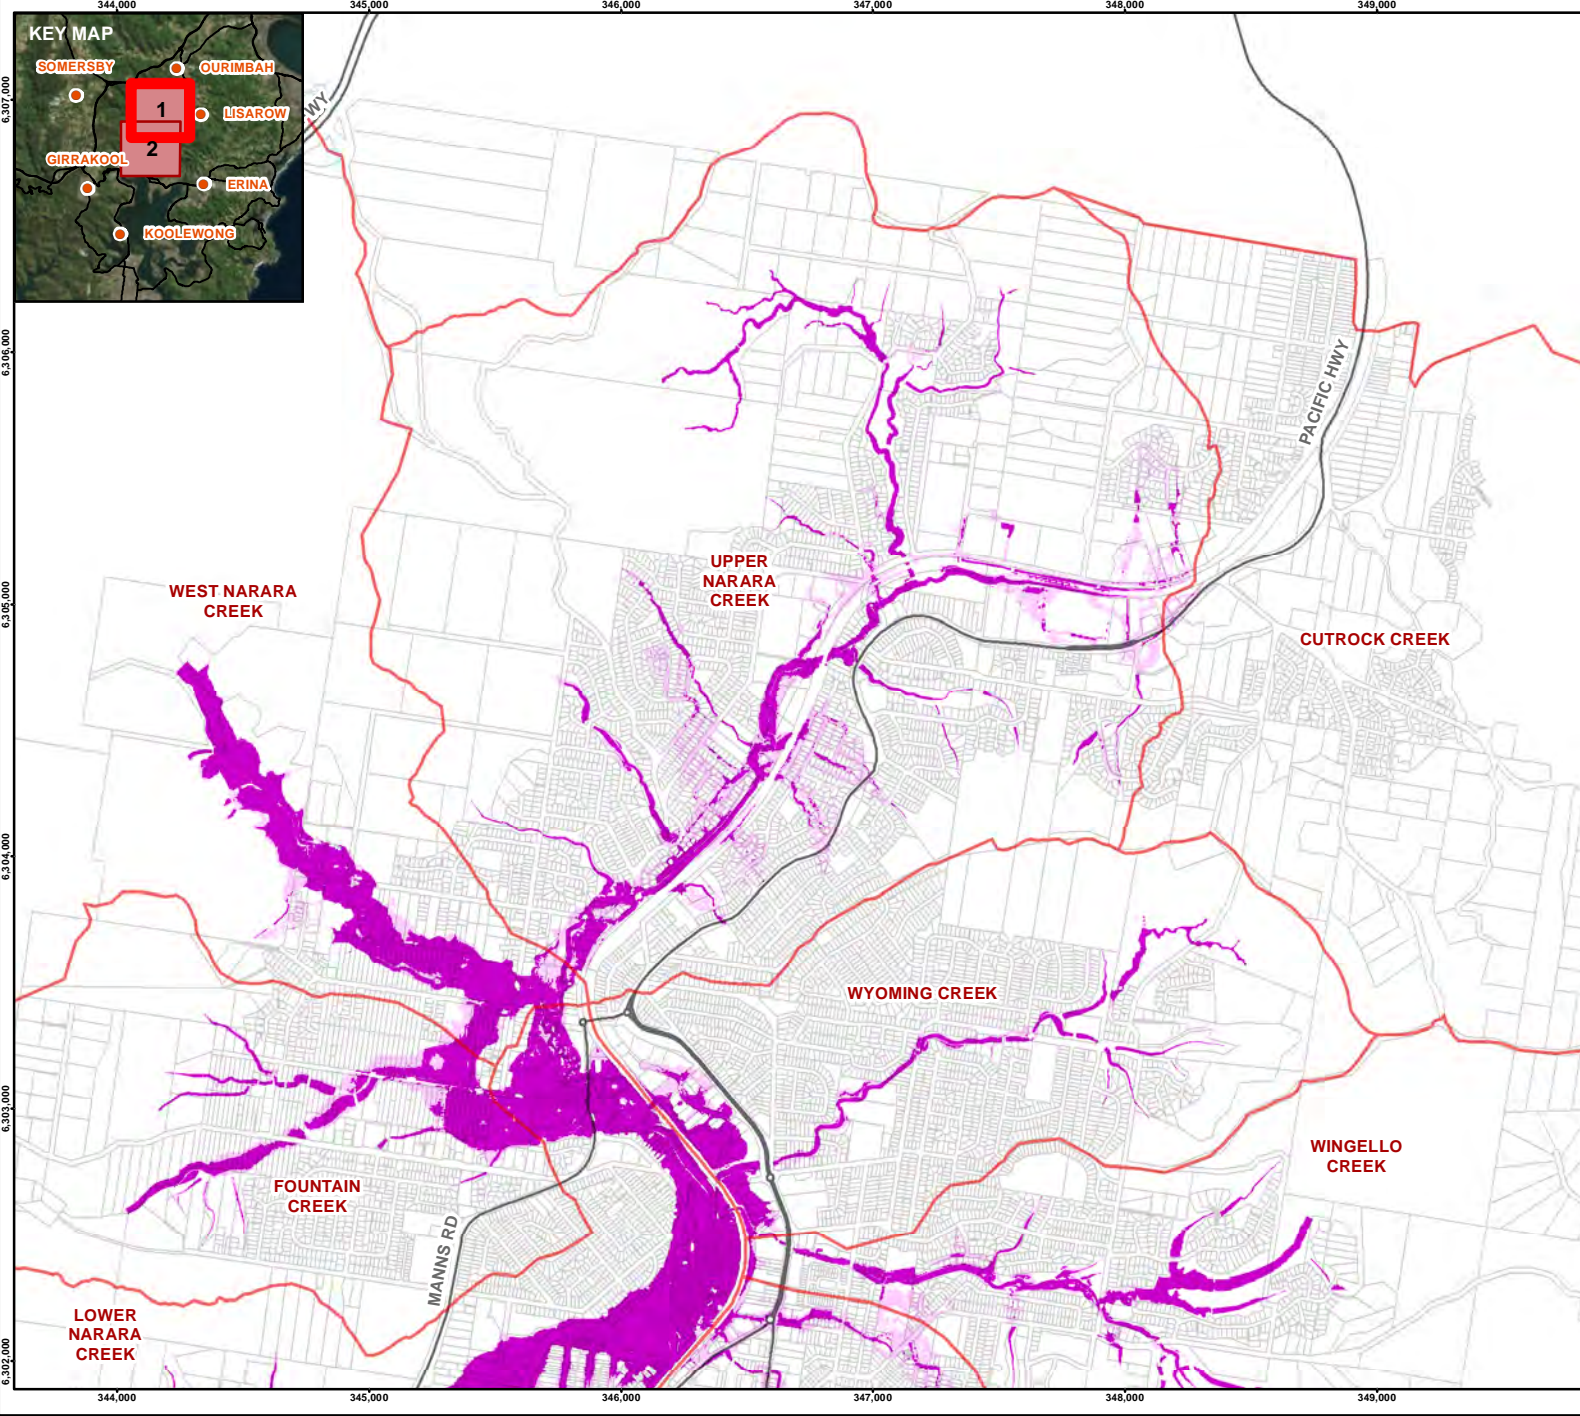 344,000
345,000
346,000
347,000
348,000
349,000
KEY MAP
SOMERSBY
OURIMBAH
1
LISAROW
2
GIRRAKOOL
ERINA
KOOLEWONG
WY
6,307,000
6,306,000
PACIFIC HWY
6,305,000
UPPER
NARARA
CREEK
WEST NARARA
CREEK
CUTROCK CREEK
6,304,000
WYOMING CREEK
6,303,000
WINGELLO
CREEK
FOUNTAIN
CREEK
MANNS RD
LOWER
NARARA
CREEK
6,302,000
344,000
345,000
346,000
347,000
348,000
349,000